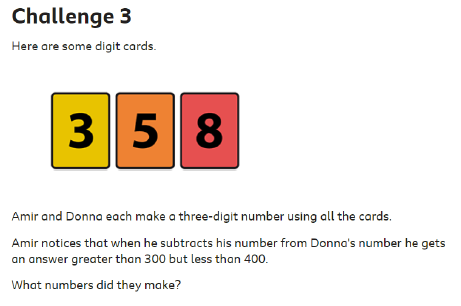 Challenge 3
Here are some digit cards.
3 5 8
Amir and Donna each make a three-digit number using all the cards.
Amir notices that when he subtracts his number from Donna's number he gets
an answer greater than 300 but less than 400.
What numbers did they make?